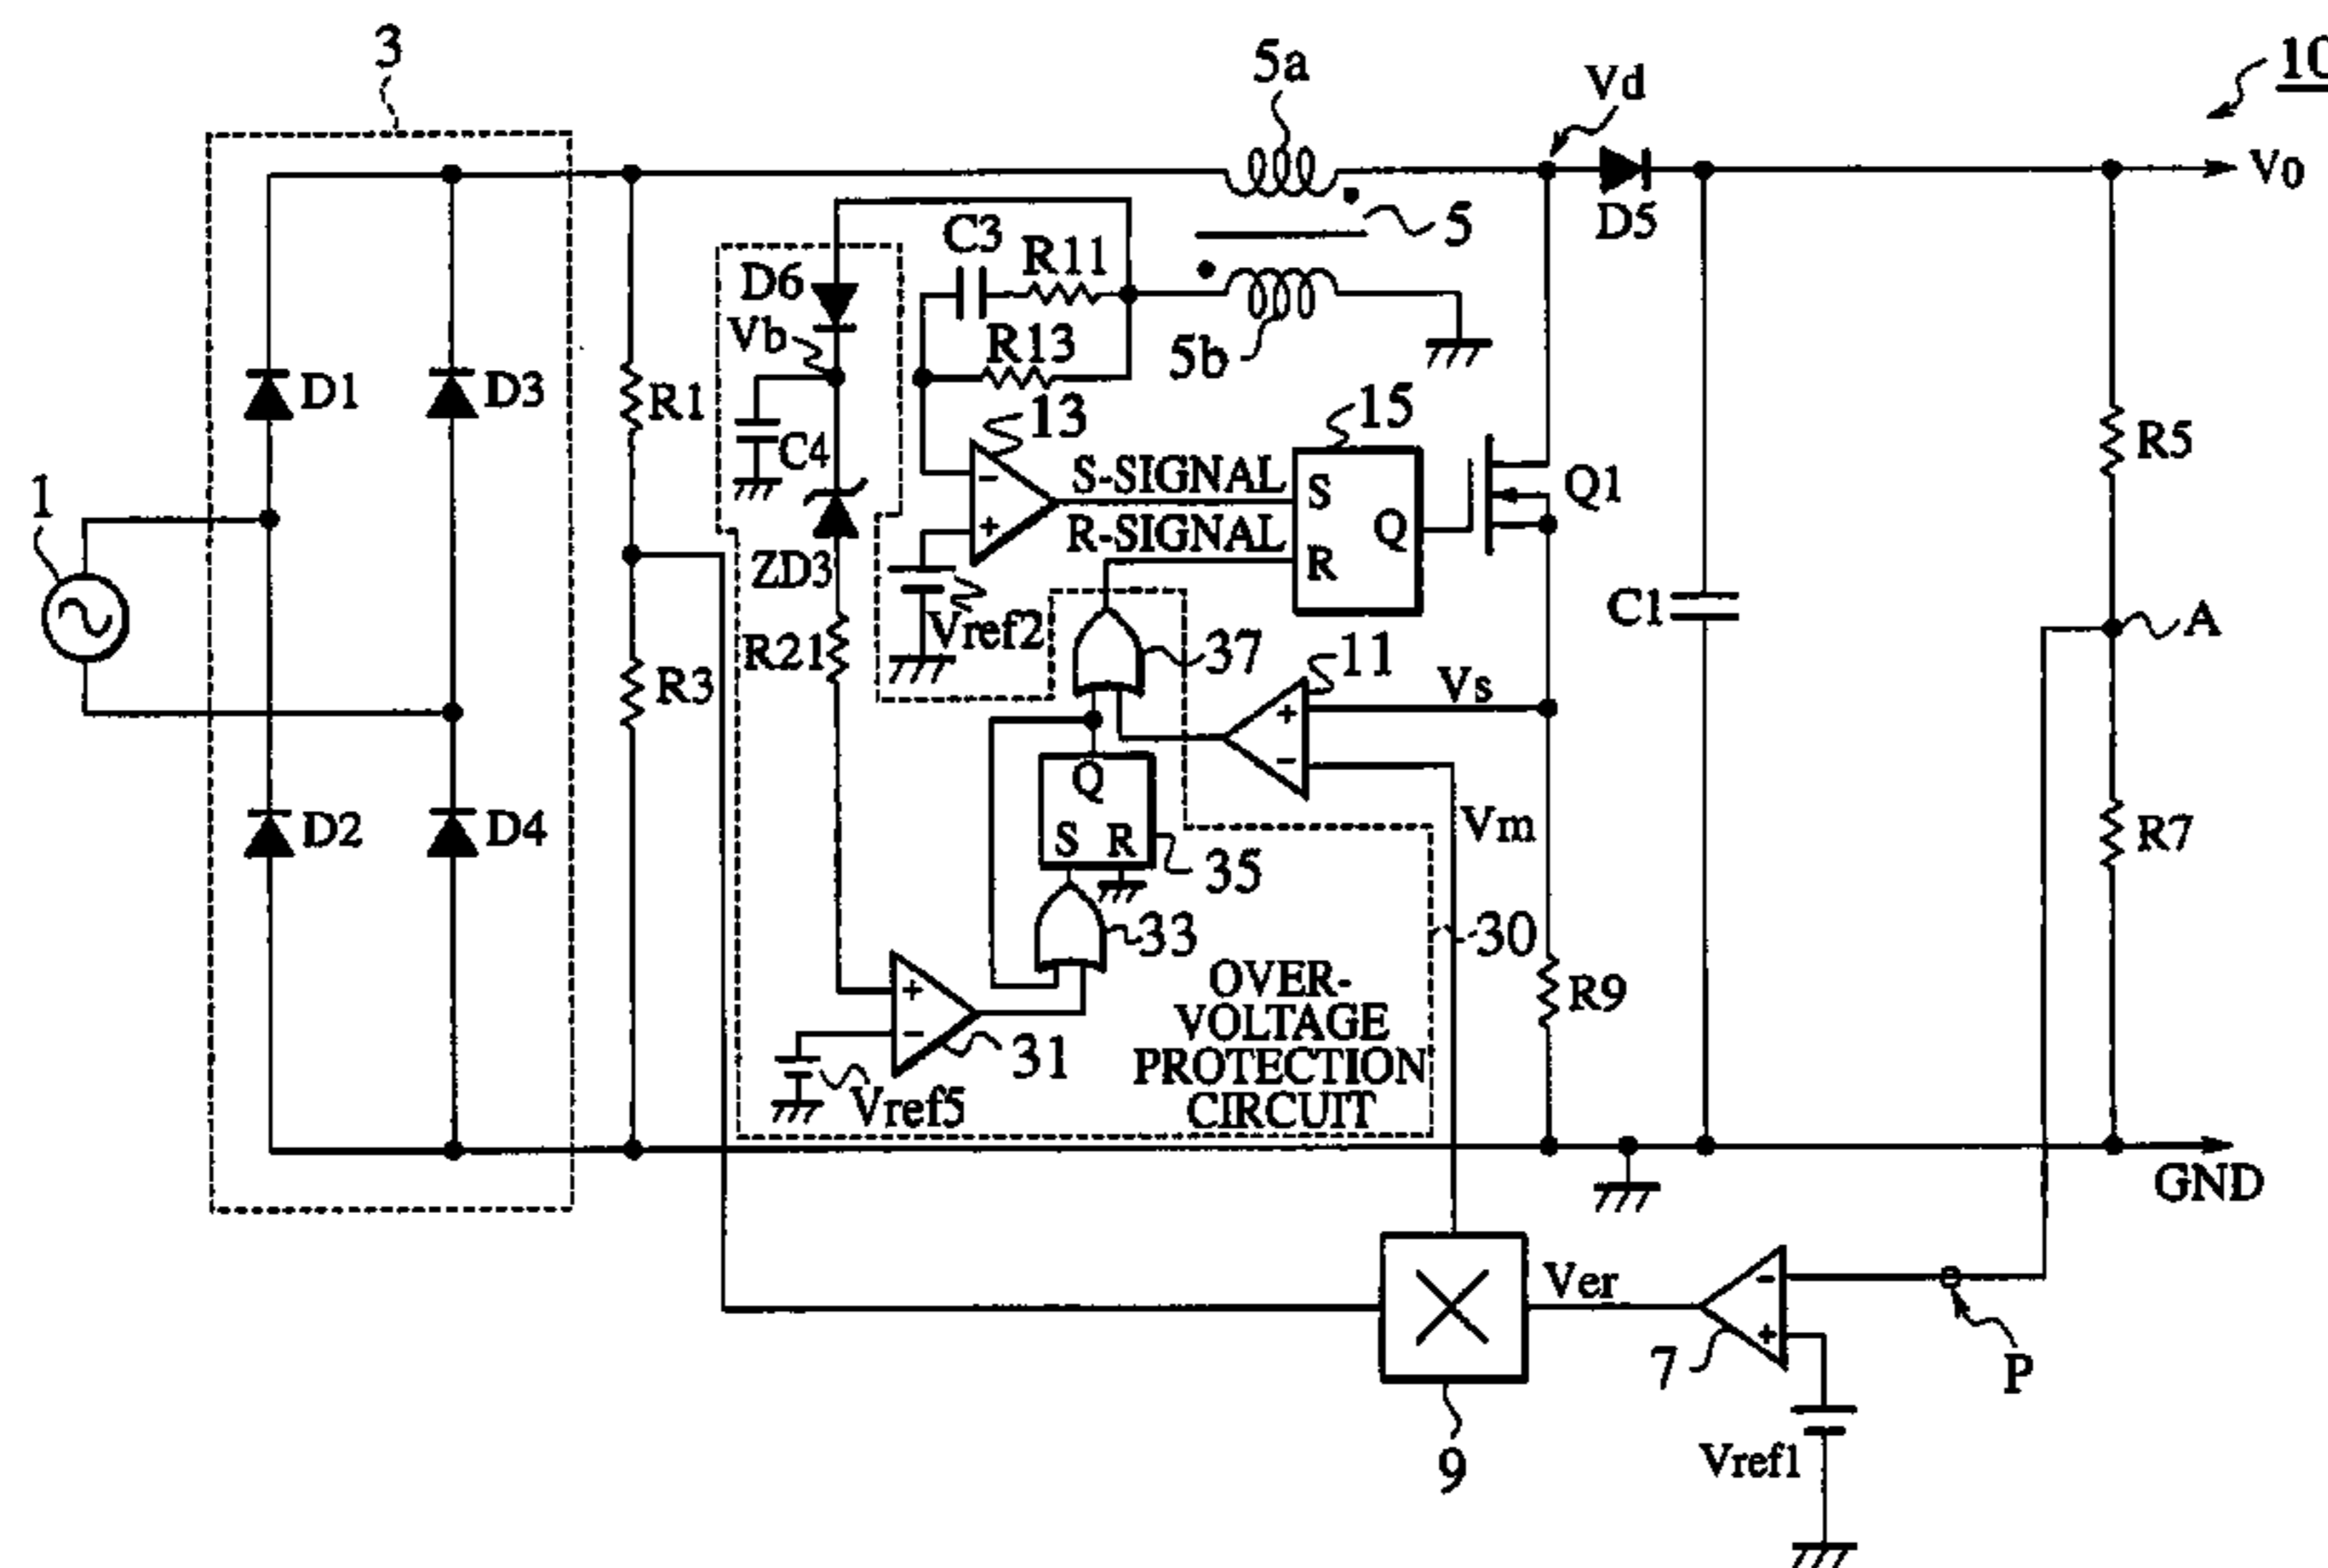 3
5a
Vd
10
V0
D5
5
C3
R11
D6
Vb
R13
5b
D1
D3
R1
13
15
R5
C4
S-SIGNAL
S
Q1
1
R-SIGNAL
Q
R
ZD3
Vref2
C1
A
R21
37
11
Vs
R3
Q
Vm
D2
D4
S R
35
R7
33
30
OVER-
VOLTAGE
PROTECTION
CIRCUIT
R9
31
Vref5
GND
Ver
7
P
9
Vref1